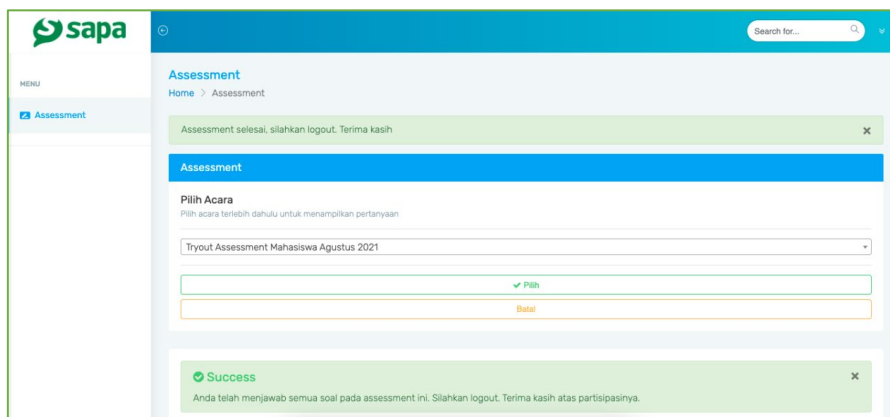 sapa
Search for...
MENU
Assessment
Assessment
Home > Assessment
Assessment selesai, silahkan logout. Terima kasih
Assessment
Pilih Acara
Pilih acara terlebih dahulu untuk menampilkan pertanyaan
Tryout Assessment Mahasiswa Agustus 2021
Pilih
Batal
Success
Anda telah menjawab semua soal pada assessment ini. Silahkan logout. Terima kasih atas partisipasinya.